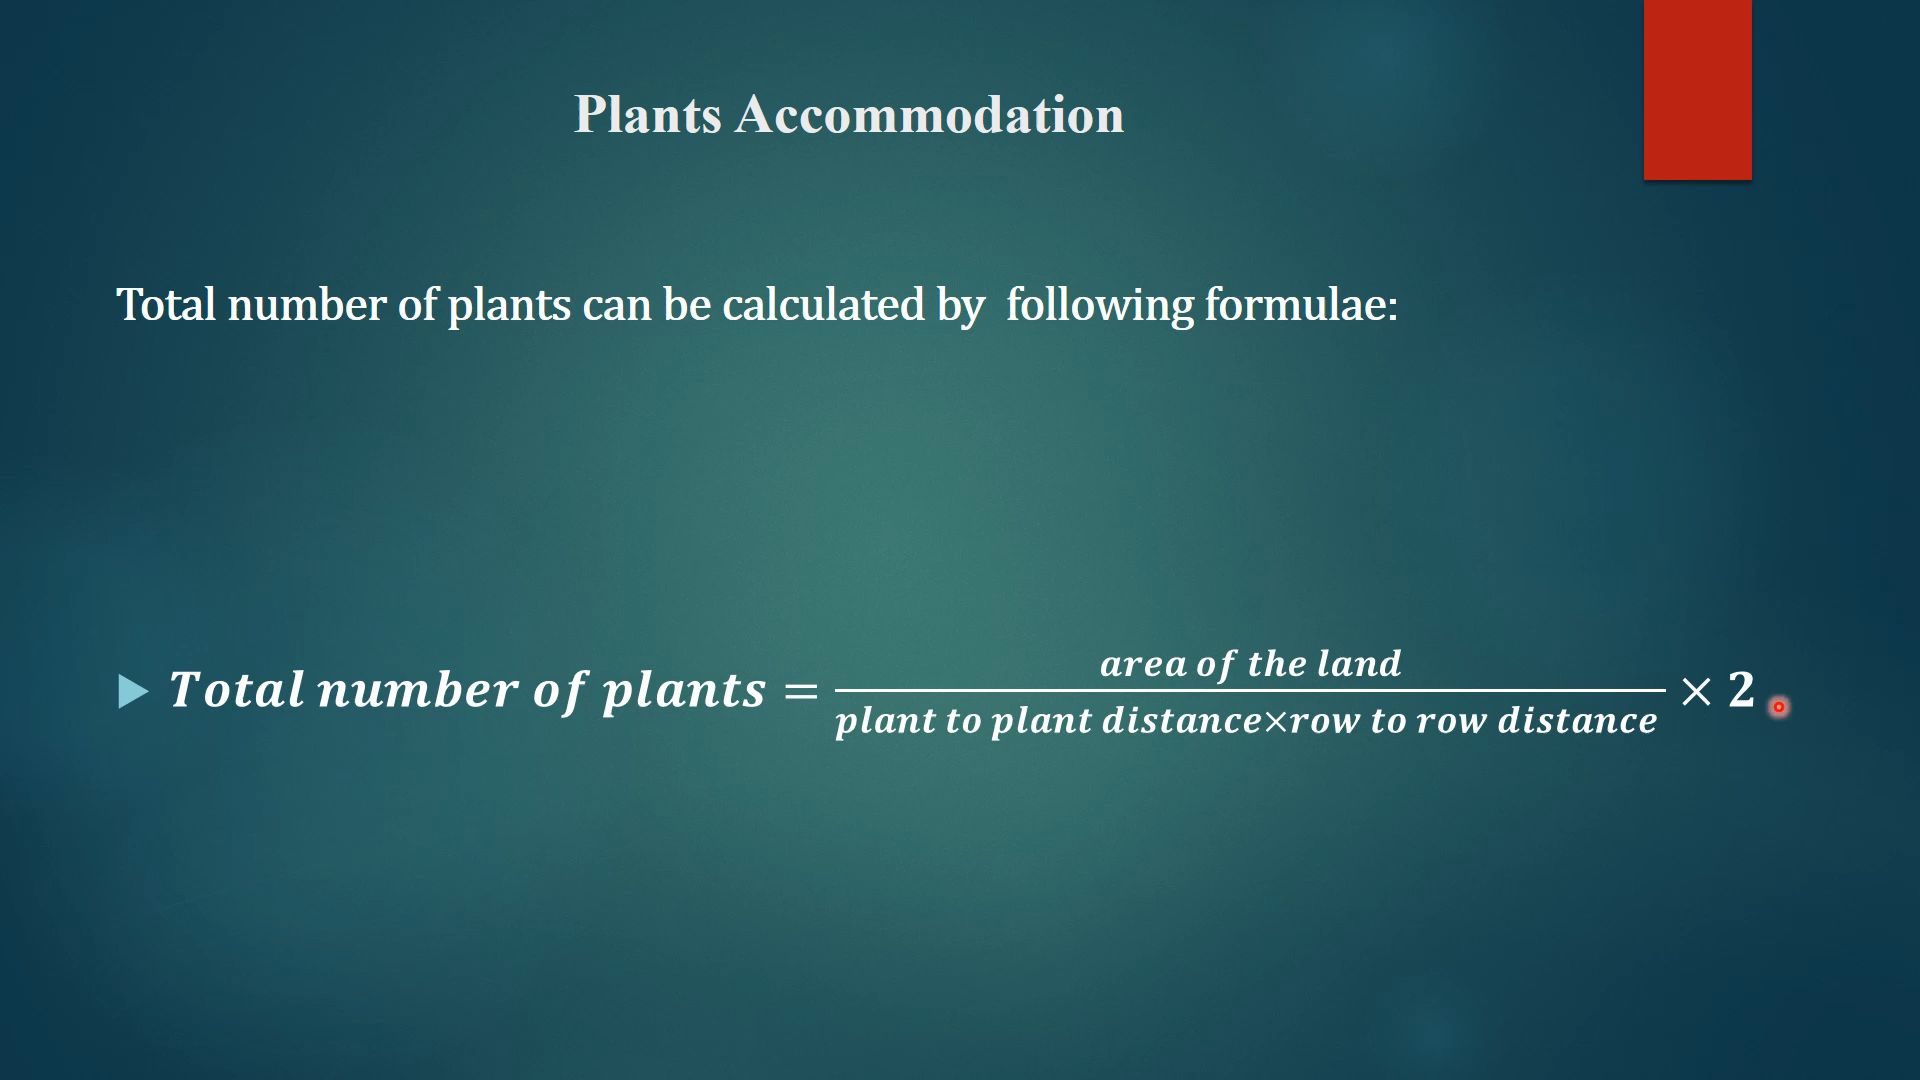 Plants Accommodation
Total number of plants can be calculated by following formulae:
Total number of plants = area of the land / plant to plant distance×row to row distance × 2